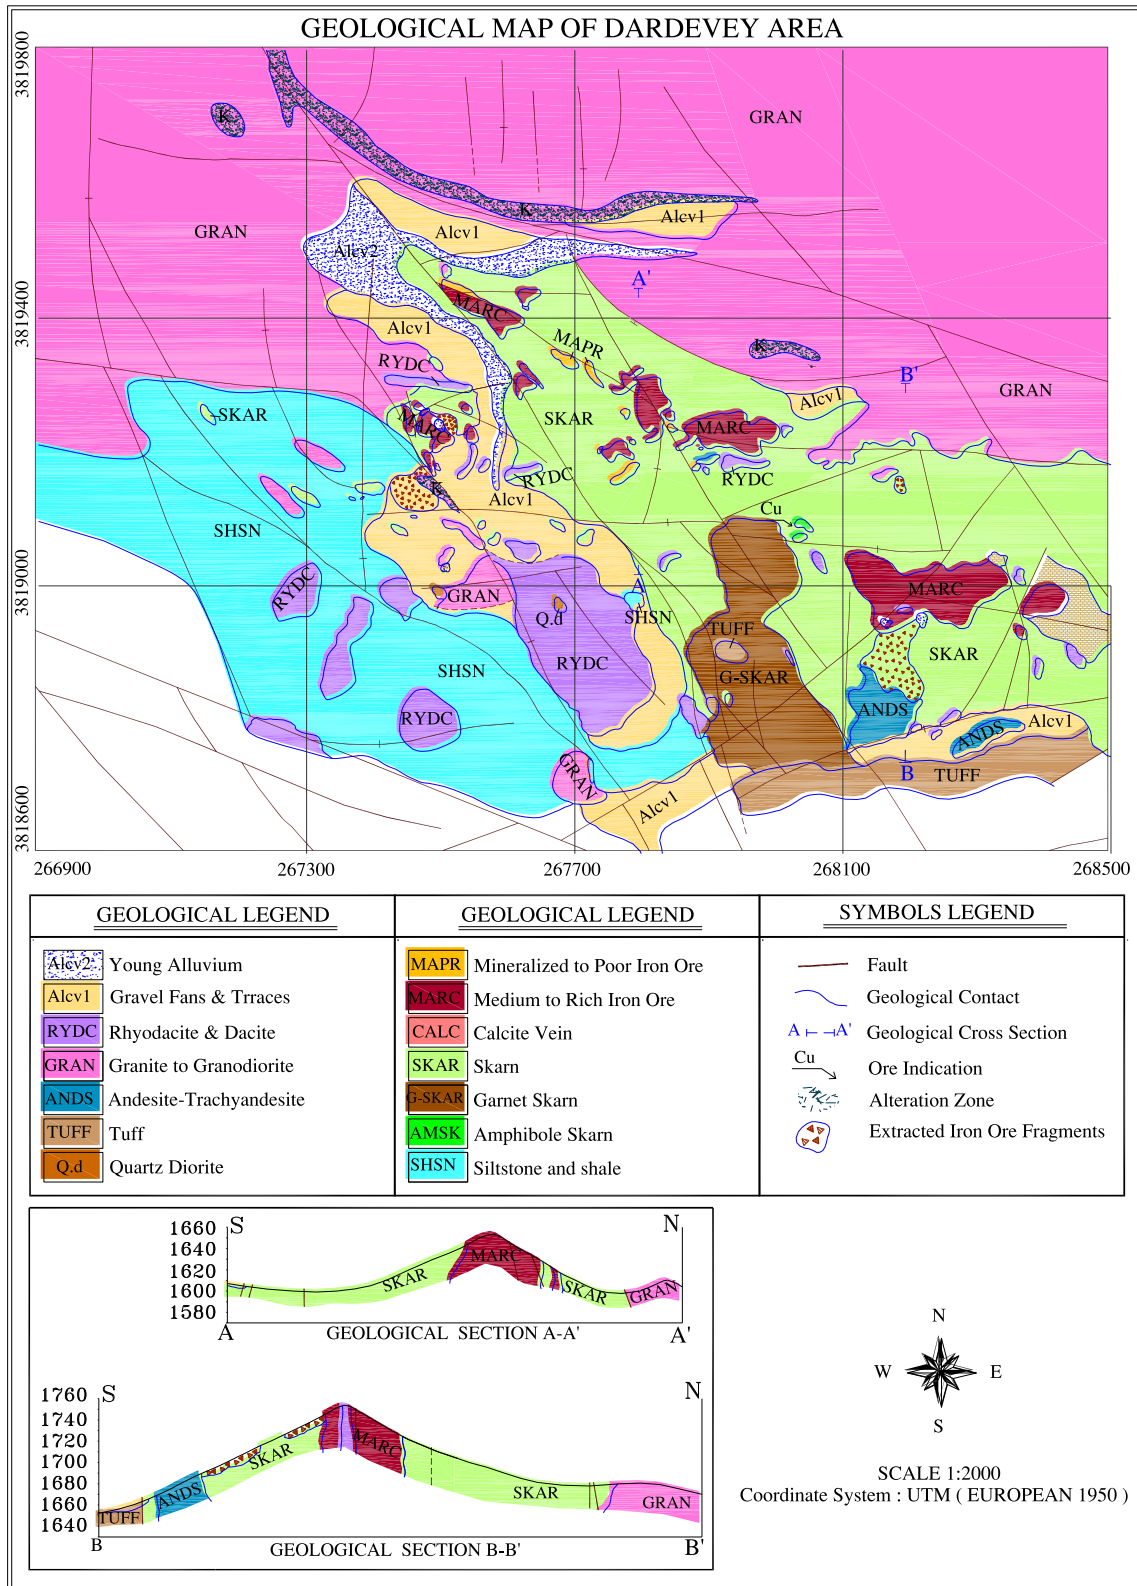 GEOLOGICAL MAP OF DARDEVEY AREA
3819800
3819400
3819000
3818600
K
GRAN
GRAN
K
Alcv1
Alcv1
Alcv2
A'
MARC
Alcv1
MAPR
K
RYDC
B'
GRAN
Alcv1
SKAR
MARC
SKAR
MARC
RYDC
RYDC
K
Alcv1
Cu
SHSN
RYDC
A
MARC
GRAN
Q.d
SHSN
TUFF
SKAR
RYDC
SHSN
G-SKAR
RYDC
ANDS
ANDS
Alcv1
GRAN
B
TUFF
Alcv1
266900 267300 267700 268100 268500
GEOLOGICAL LEGEND
Alcv2 Young Alluvium
Alcv1 Gravel Fans & Trraces
RYDC Rhyodacite & Dacite
GRAN Granite to Granodiorite
ANDS Andesite-Trachyandesite
TUFF Tuff
Q.d Quartz Diorite
GEOLOGICAL LEGEND
MAPR Mineralized to Poor Iron Ore
MARC Medium to Rich Iron Ore
CALC Calcite Vein
SKAR Skarn
G-SKAR Garnet Skarn
AMSK Amphibole Skarn
SHSN Siltstone and shale
SYMBOLS LEGEND
Fault
Geological Contact
A A' Geological Cross Section
Cu Ore Indication
Alteration Zone
Extracted Iron Ore Fragments
S N
1660
1640
1620
1600
1580
MARC
SKAR
SKAR
GRAN
A A'
GEOLOGICAL SECTION A-A'
S N
1760
1740
1720
1700
1680
1660
1640
MARC
SKAR
ANDS
SKAR
GRAN
TUFF
B B'
GEOLOGICAL SECTION B-B'
N
W E
S
SCALE 1:2000
Coordinate System : UTM ( EUROPEAN 1950 )